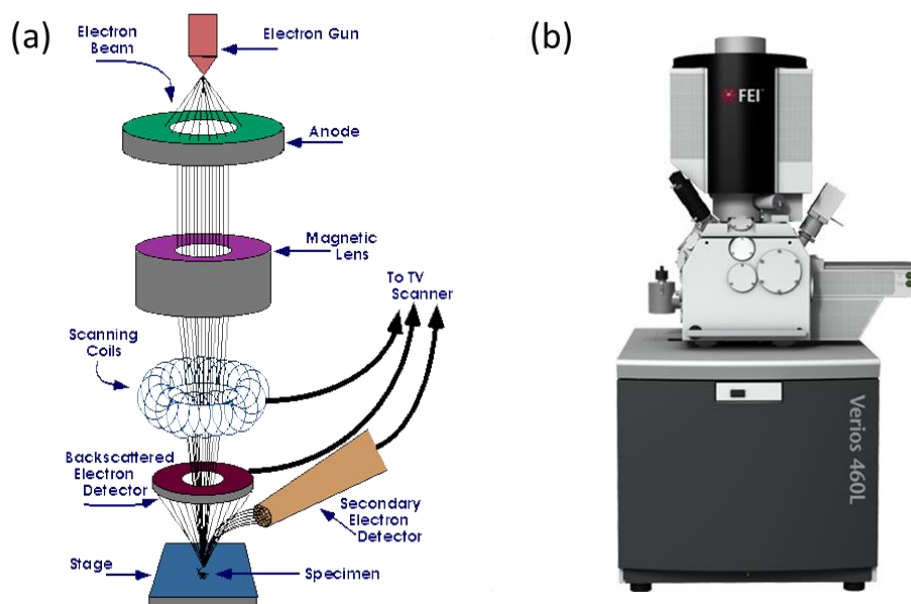 (a)
Electron
Beam
Electron Gun
Anode
Magnetic
Lens
To TV
Scanner
Scanning
Coils
Backscattered
Electron
Detector
Secondary
Electron
Detector
Stage
Specimen
(b)
FEI™
Verios 460L